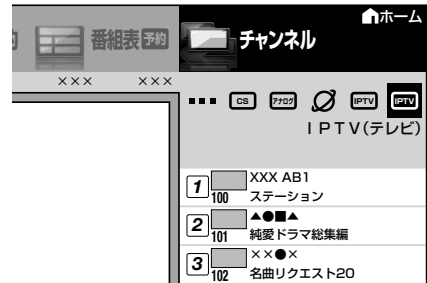 ホーム
番組表 予約
チャンネル
××× ×××
CS アナログ IPTV IPTV
IPTV(テレビ)
1 100 XXX AB1
ステーション
2 101 ▲●■▲
純愛ドラマ総集編
3 102 ××●×
名曲リクエスト20